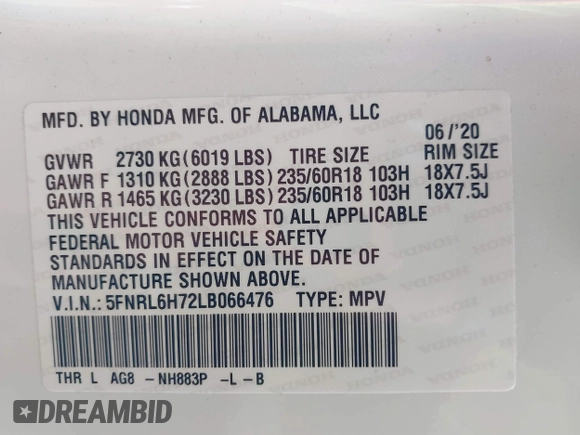 MFD. BY HONDA MFG. OF ALABAMA, LLC
06 /'20
GVWR 2730 KG (6019 LBS) TIRE SIZE RIM SIZE
GAWR F 1310 KG (2888 LBS) 235/60R18 103H 18X7.5J
GAWR R 1465 KG (3230 LBS) 235/60R18 103H 18X7.5J
THIS VEHICLE CONFORMS TO ALL APPLICABLE
FEDERAL MOTOR VEHICLE SAFETY
STANDARDS IN EFFECT ON THE DATE OF
MANUFACTURE SHOWN ABOVE.
V.I.N.: 5FNRL6H72LB066476 TYPE: MPV
THR L AG8 -NH883P -L-B
DREAMBID